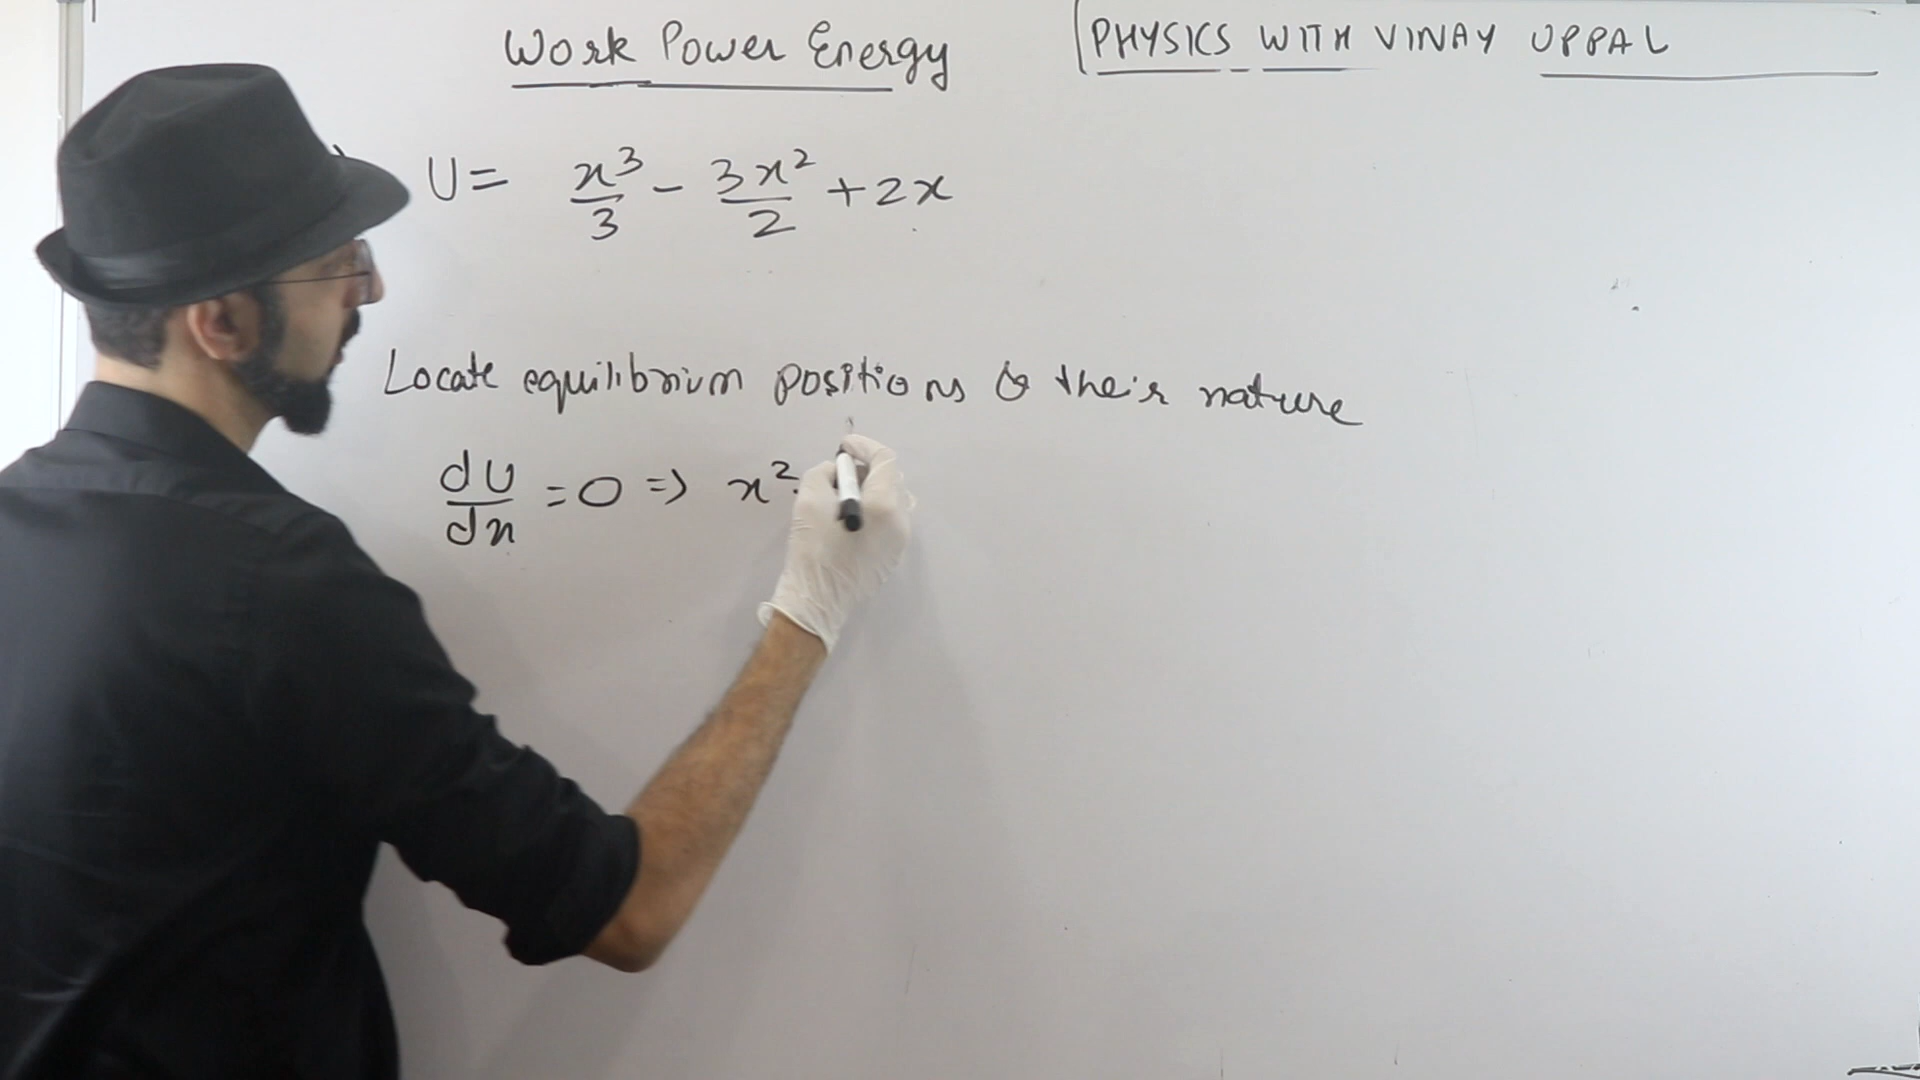 Work Power Energy
PHYSICS WITH VINAY UPPAL
U = x³/3 - 3x²/2 + 2x
Locate equilibrium positions & their nature
dU/dx = 0 => x²